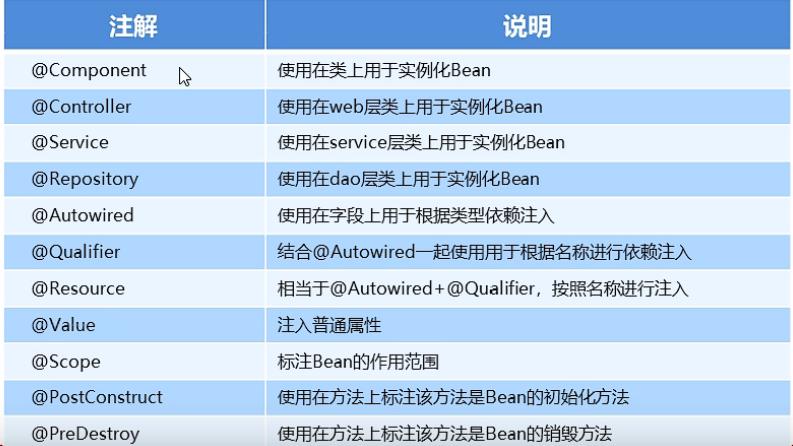 注解 说明
@Component 使用在类上用于实例化Bean
@Controller 使用在web层类上用于实例化Bean
@Service 使用在service层类上用于实例化Bean
@Repository 使用在dao层类上用于实例化Bean
@Autowired 使用在字段上用于根据类型依赖注入
@Qualifier 结合@Autowired一起使用用于根据名称进行依赖注入
@Resource 相当于@Autowired+@Qualifier，按照名称进行注入
@Value 注入普通属性
@Scope 标注Bean的作用范围
@PostConstruct 使用在方法上标注该方法是Bean的初始化方法
@PreDestroy 使用在方法上标注该方法是Bean的销毁方法